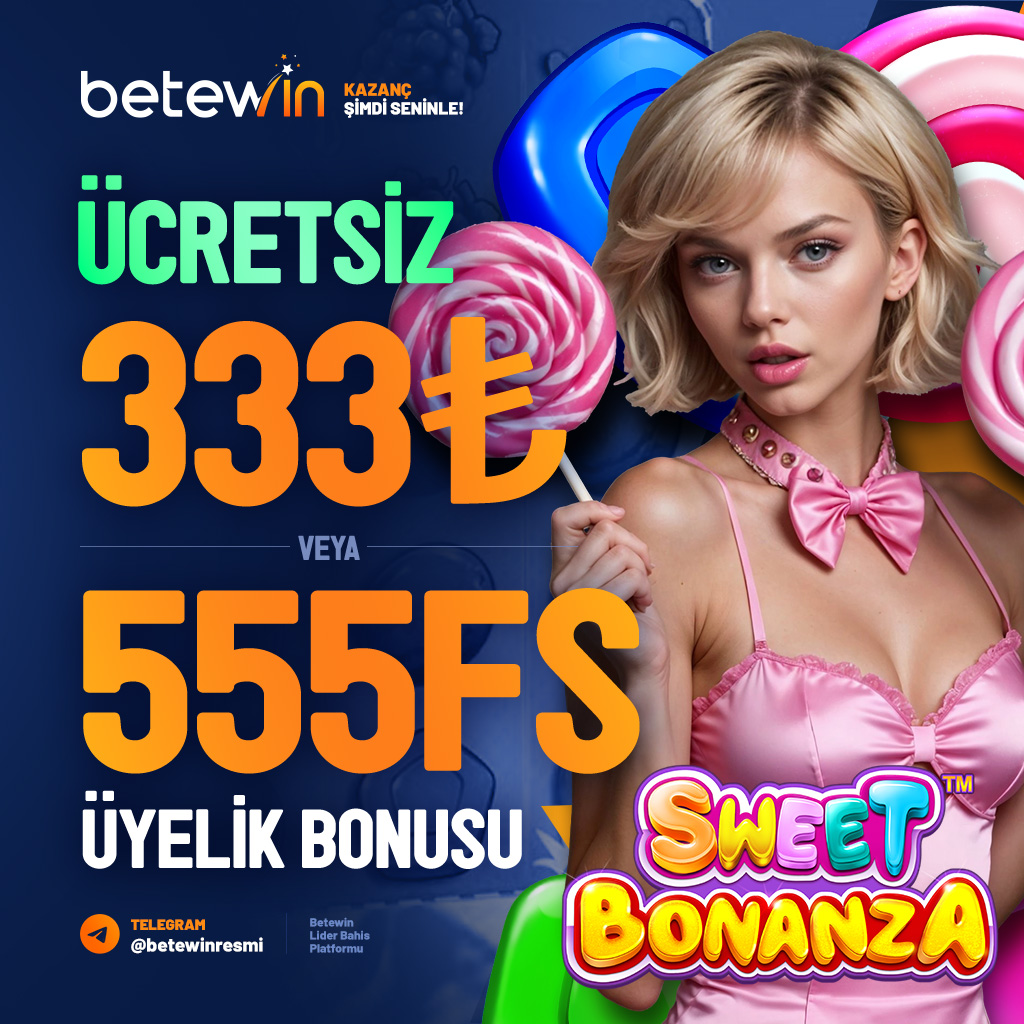 betewin
KAZANÇ
ŞİMDİ SENİNLE!
ÜCRETSİZ
333₺
VEYA
555FS
ÜYELİK BONUSU
TELEGRAM
@betewinresmi
Betewin
Lider Bahis
Platformu
SWEET
BONANZA™